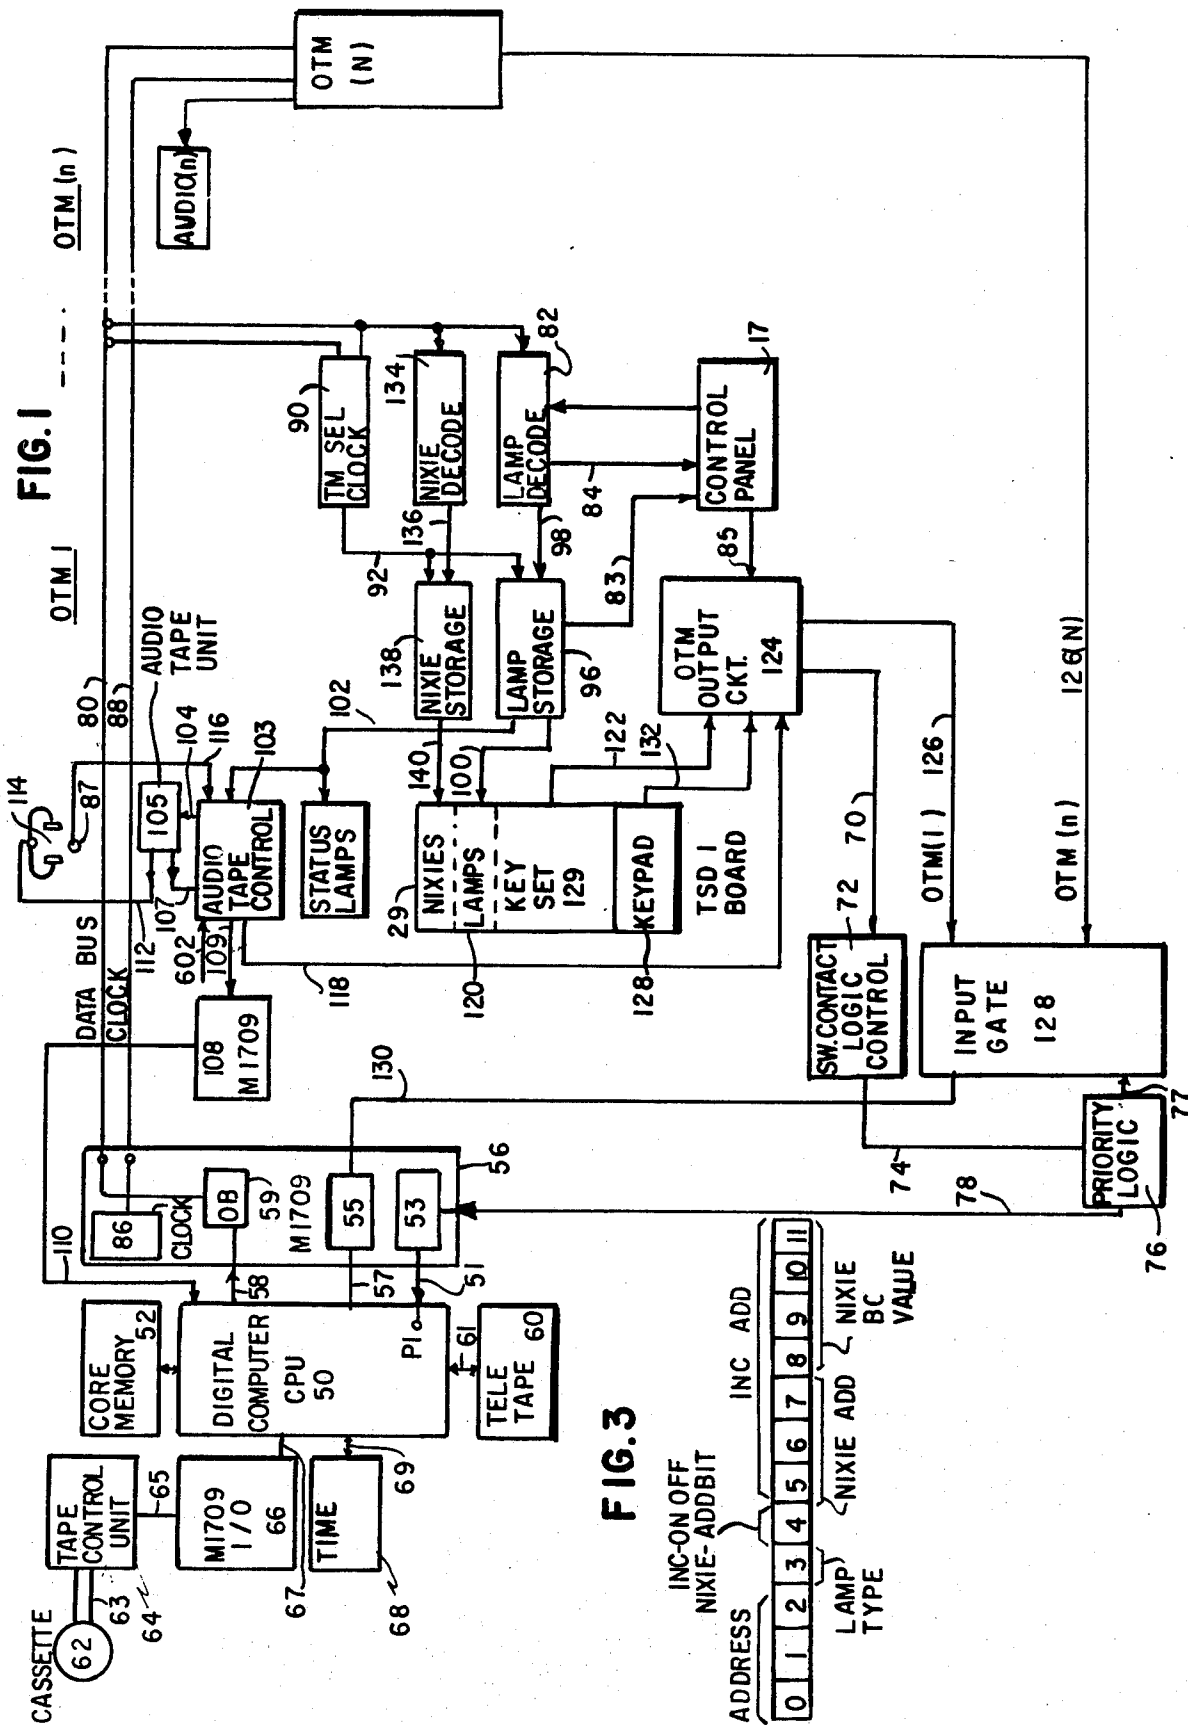 FIG.1
OTM 1
OTM (n)
OTM
(N)
AUDIO(n)
DATA BUS
80
CLOCK
88
114
87
112
AUDIO
TAPE
UNIT
105
104
116
107
602
109
AUDIO
TAPE
CONTROL
103
118
108
M1709
110
STATUS
LAMPS
102
TM SEL
CLOCK
90
92
NIXIE
DECODE
134
136
LAMP
DECODE
82
84
98
NIXIE
STORAGE
138
140
LAMP
STORAGE
96
100
83
CONTROL
PANEL
17
85
29
NIXIES
LAMPS
KEY
SET
129
120
KEYPAD
128
122
132
TSD 1
BOARD
OTM
OUTPUT
CKT.
124
70
126
OTM(1)
126(N)
OTM (n)
SW.CONTACT
LOGIC
CONTROL
72
INPUT
GATE
128
130
74
77
PRIORITY
LOGIC
76
78
86
CLOCK
OB
59
M1709
55
53
56
58
57
51
CORE
MEMORY
52
DIGITAL
COMPUTER
CPU
50
PI
61
TELE
TAPE
60
CASSETTE
62
63
64
TAPE
CONTROL
UNIT
65
M1709
I/O
66
67
TIME
68
69
FIG.3
ADDRESS
INC-ON OFF
NIXIE-ADDBIT
INC ADD
0 1 2 3 4 5 6 7 8 9 10 11
LAMP
TYPE
NIXIE ADD
NIXIE
BC
VALUE